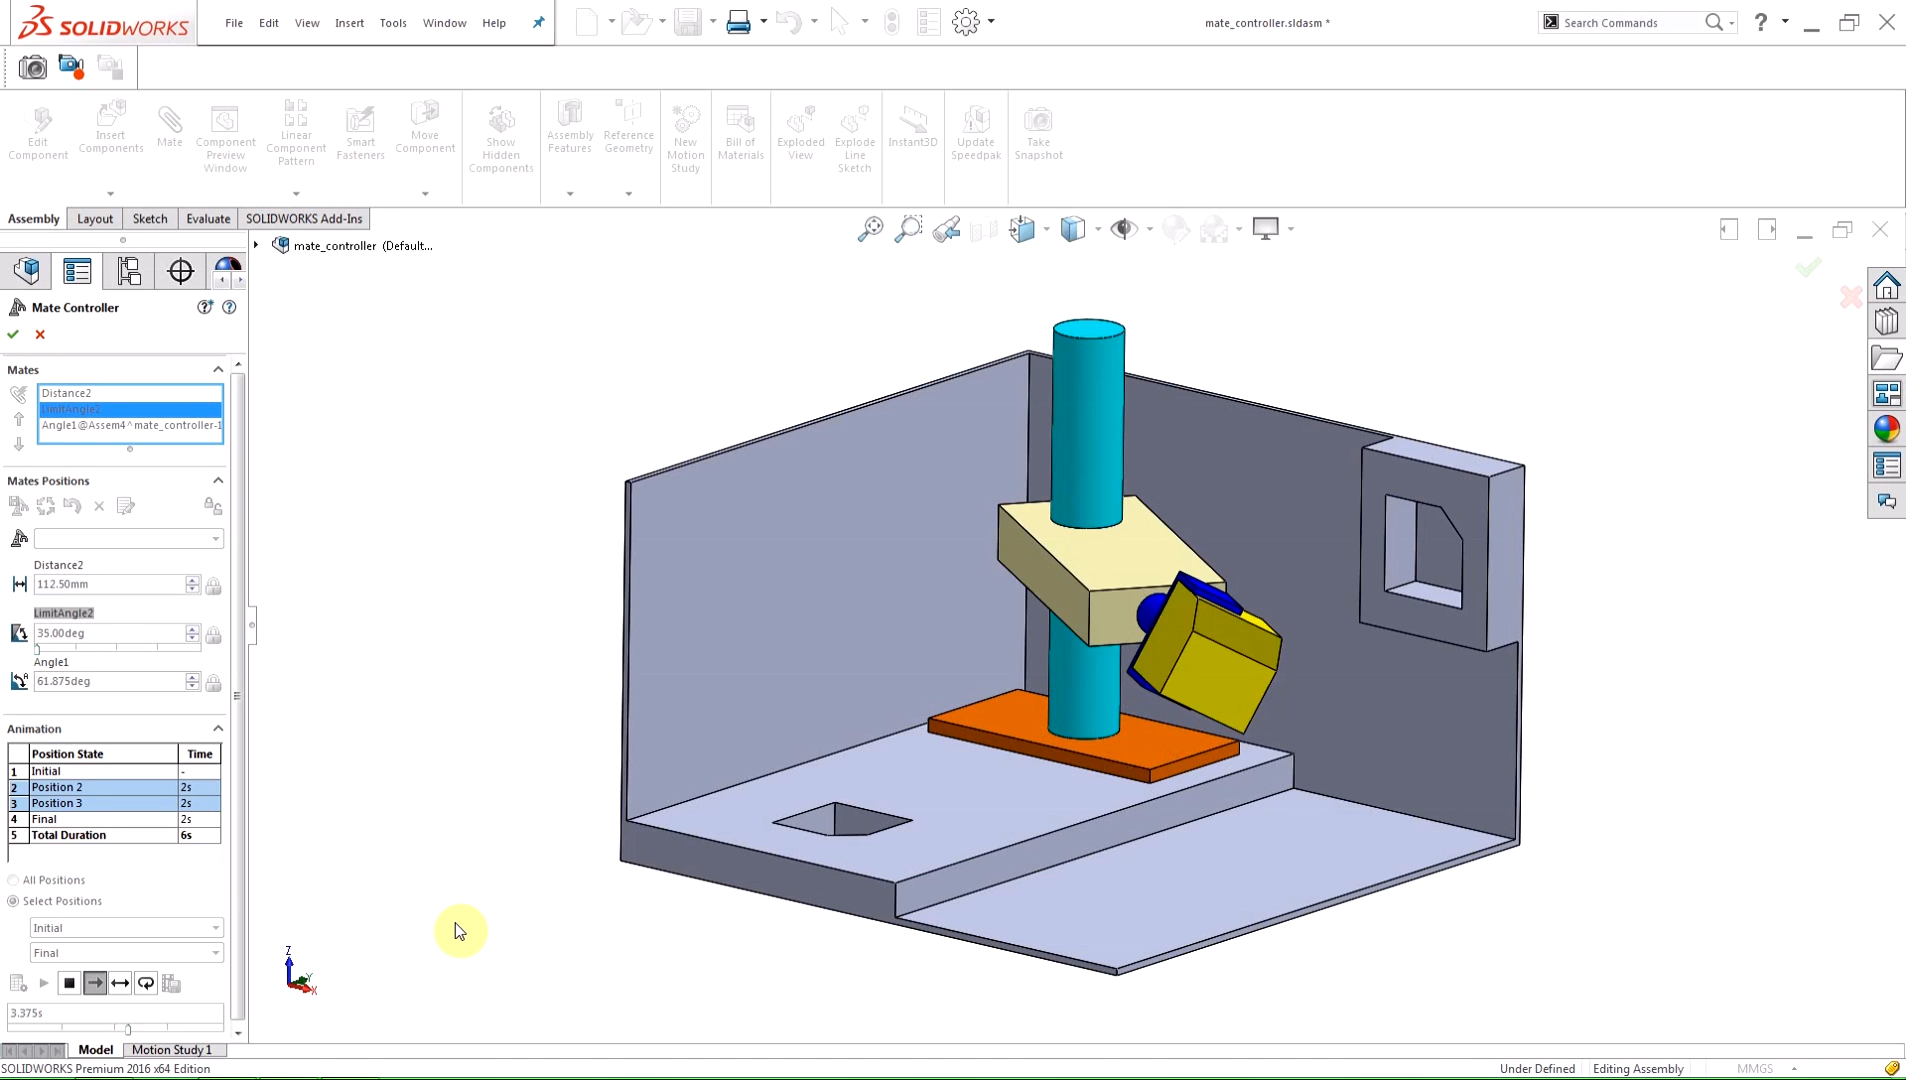 SOLIDWORKS
File Edit View Insert Tools Window Help
mate_controller.sldasm *
Search Commands
Edit Component
Insert Components
Mate
Component Preview Window
Linear Component Pattern
Smart Fasteners
Move Component
Show Hidden Components
Assembly Features
Reference Geometry
New Motion Study
Bill of Materials
Exploded View
Explode Line Sketch
Instant3D
Update Speedpak
Take Snapshot
Assembly Layout Sketch Evaluate SOLIDWORKS Add-Ins
mate_controller (Default...
Mate Controller
Mates
Distance2
LimitAngle2
Angle1@Assem4^mate_controller-1
Mates Positions
Distance2
112.50mm
LimitAngle2
35.00deg
Angle1
61.875deg
Animation
Position State Time
1 Initial -
2 Position 2 2s
3 Position 3 2s
4 Final 2s
5 Total Duration 6s
All Positions
Select Positions
Initial
Final
3.375s
Z
Y
X
Model Motion Study 1
SOLIDWORKS Premium 2016 x64 Edition
Under Defined Editing Assembly MMGS